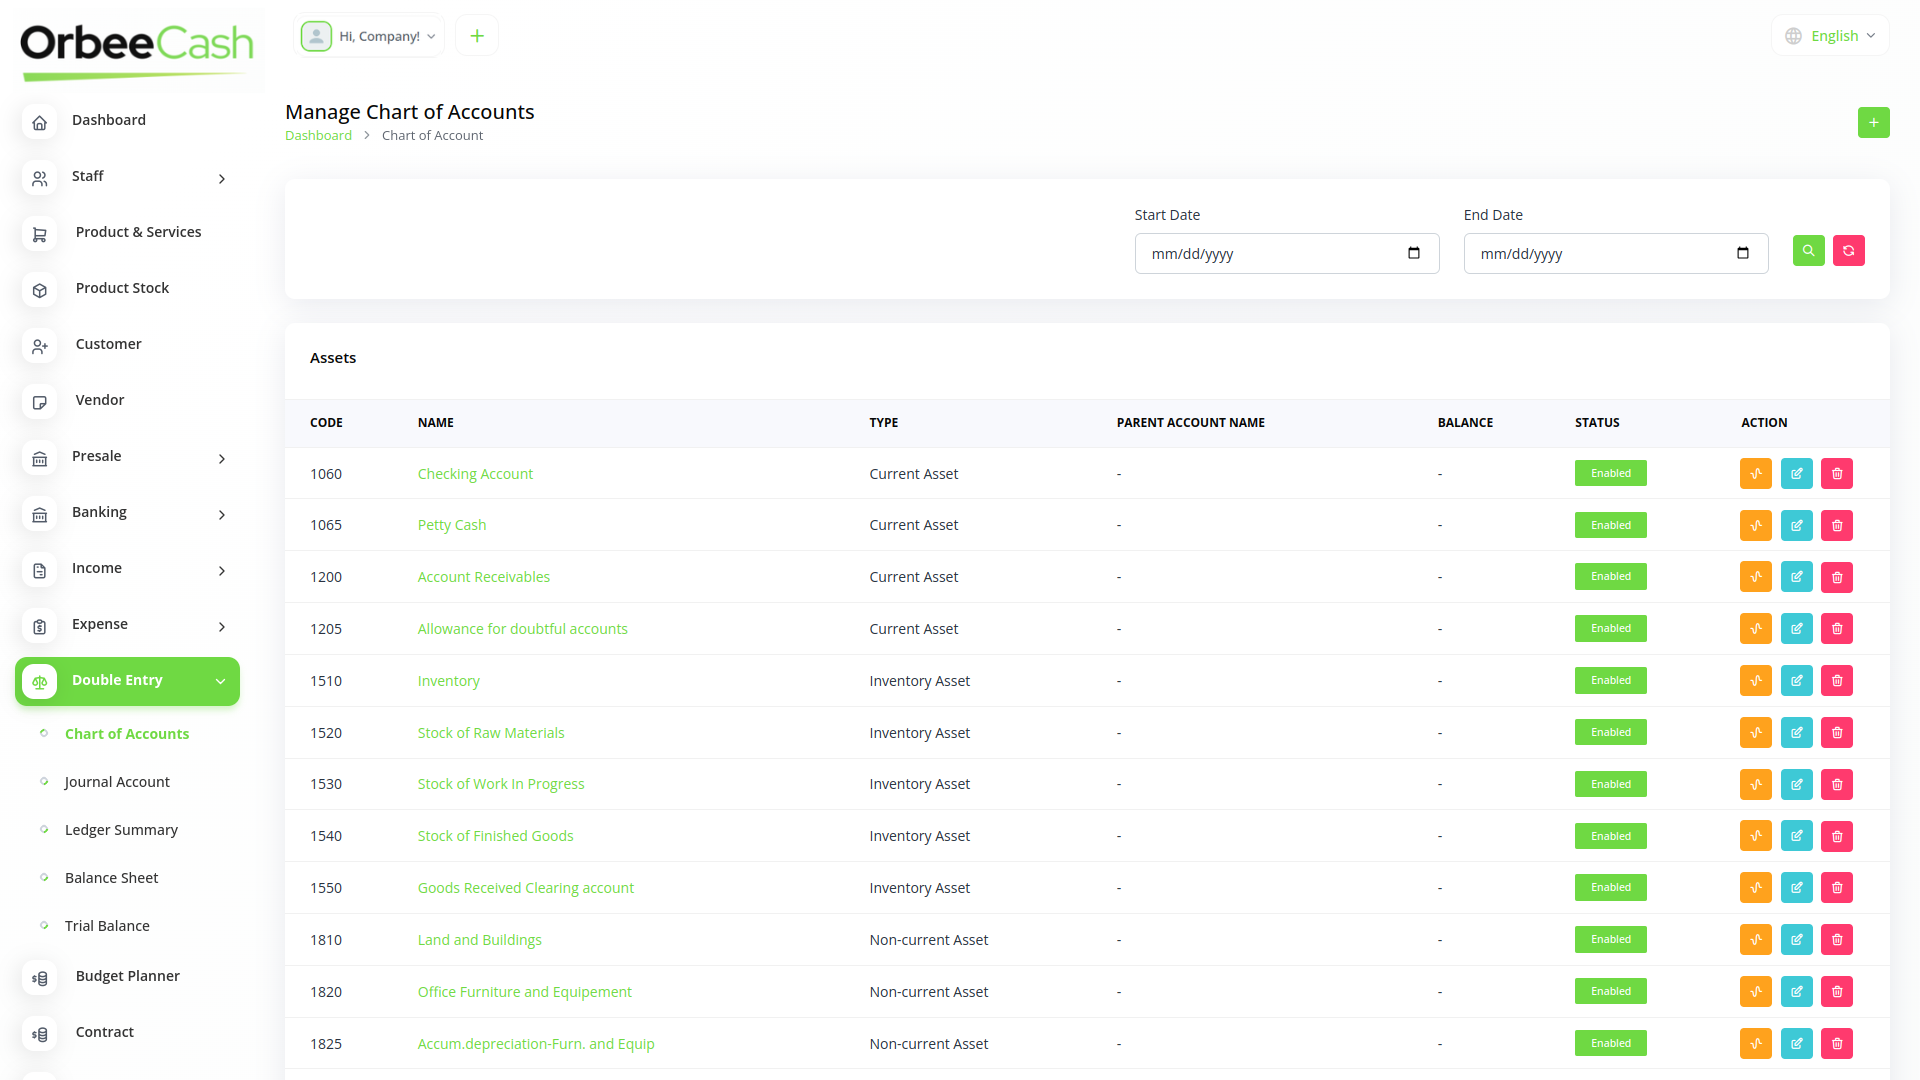 OrbeeCash
Hi, Company!
English
Dashboard
Staff
Product & Services
Product Stock
Customer
Vendor
Presale
Banking
Income
Expense
Double Entry
Chart of Accounts
Journal Account
Ledger Summary
Balance Sheet
Trial Balance
Budget Planner
Contract
Manage Chart of Accounts
Dashboard > Chart of Account
Start Date End Date
mm/dd/yyyy mm/dd/yyyy
Assets
CODE NAME TYPE PARENT ACCOUNT NAME BALANCE STATUS ACTION
1060 Checking Account Current Asset - - Enabled
1065 Petty Cash Current Asset - - Enabled
1200 Account Receivables Current Asset - - Enabled
1205 Allowance for doubtful accounts Current Asset - - Enabled
1510 Inventory Inventory Asset - - Enabled
1520 Stock of Raw Materials Inventory Asset - - Enabled
1530 Stock of Work In Progress Inventory Asset - - Enabled
1540 Stock of Finished Goods Inventory Asset - - Enabled
1550 Goods Received Clearing account Inventory Asset - - Enabled
1810 Land and Buildings Non-current Asset - - Enabled
1820 Office Furniture and Equipement Non-current Asset - - Enabled
1825 Accum.depreciation-Furn. and Equip Non-current Asset - - Enabled